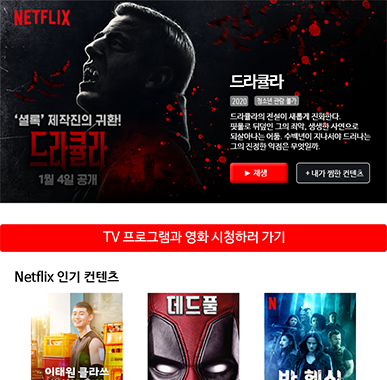 NETFLIX
'셜록' 제작진의 귀환!
드라큘라
1월 4일 공개
드라큘라
2020 청소년 관람 불가
드라큘라의 전설이 새롭게 진화한다.
핏물로 뒤덮인 그의 죄악, 생생한 사연으로
되살아나는 어둠. 수백년이 지나서야 드러나는
그의 진정한 약점은 무엇일까.
▶ 재생
+ 내가 찜한 컨텐츠
TV 프로그램과 영화 시청하러 가기
Netflix 인기 컨텐츠
이태원 클라쓰
데드풀
N
반 헬싱